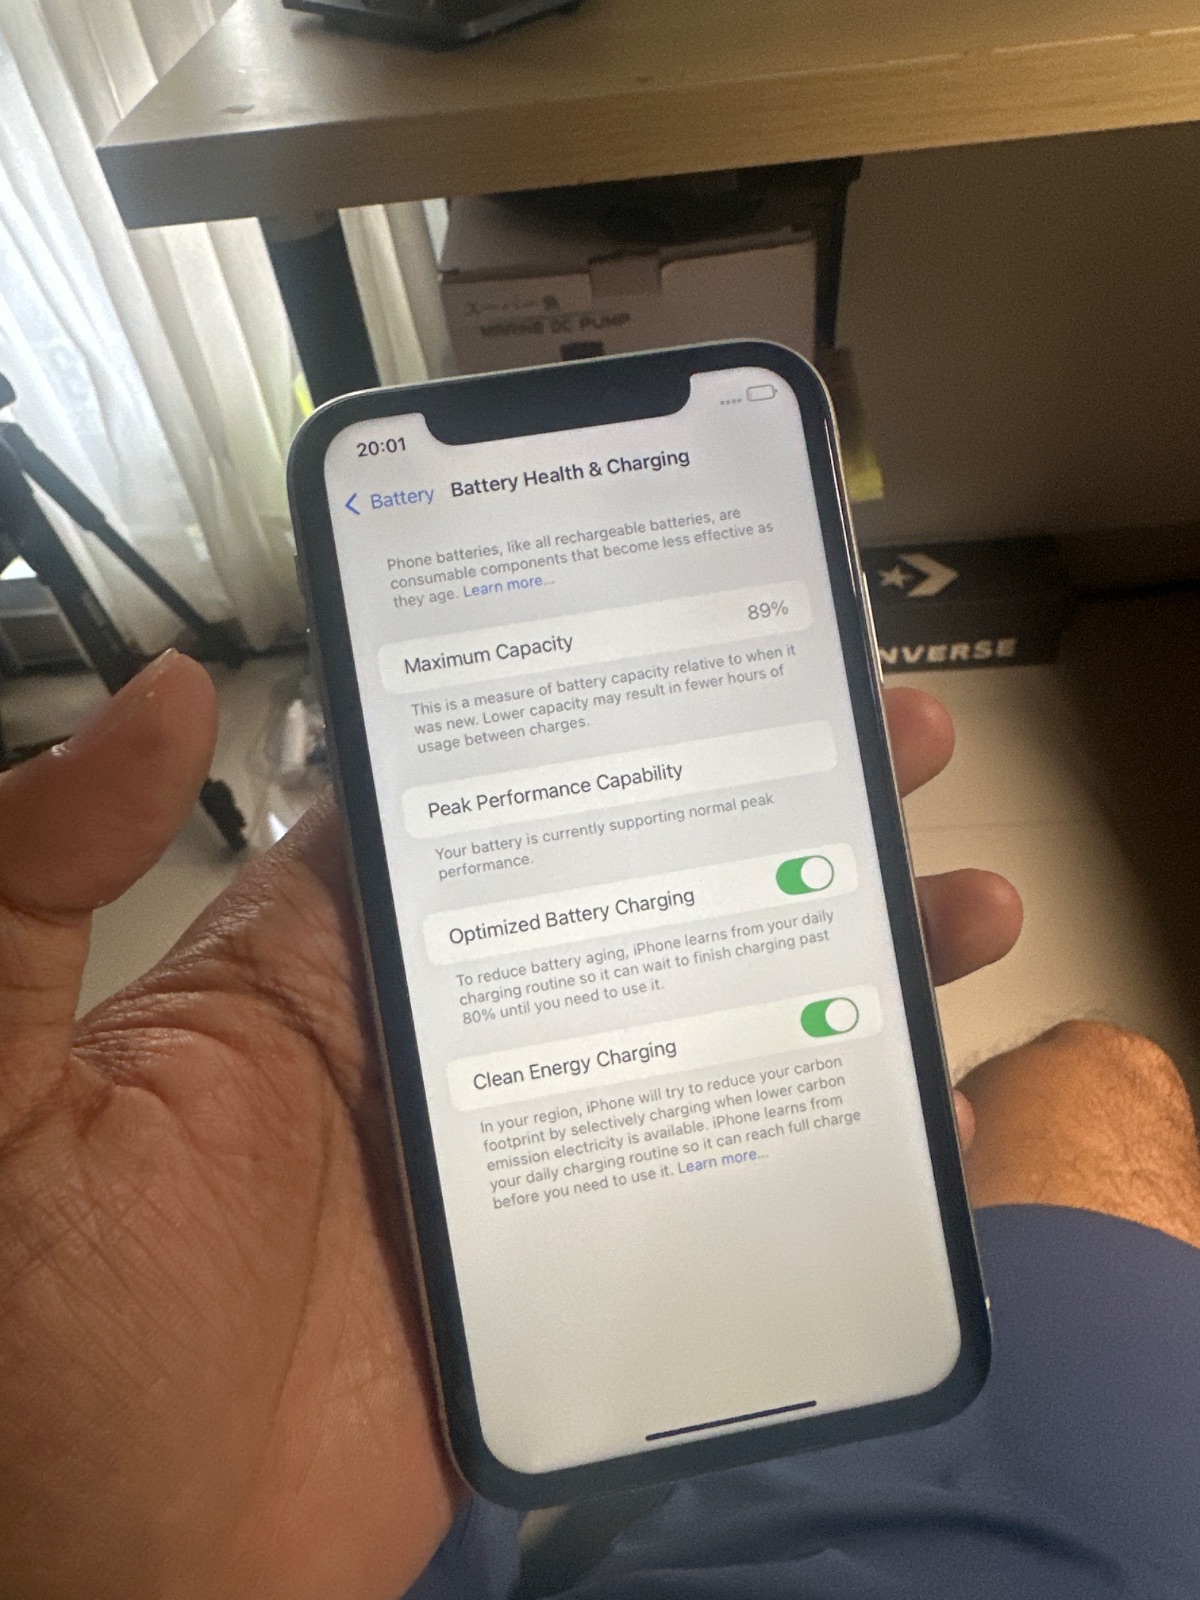 MARINE DC PUMP
20:01
Battery
Battery Health & Charging
Phone batteries, like all rechargeable batteries, are
consumable components that become less effective as
they age. Learn more...
Maximum Capacity
89%
This is a measure of battery capacity relative to when it
was new. Lower capacity may result in fewer hours of
usage between charges.
Peak Performance Capability
Your battery is currently supporting normal peak
performance.
Optimized Battery Charging
To reduce battery aging, iPhone learns from your daily
charging routine so it can wait to finish charging past
80% until you need to use it.
Clean Energy Charging
In your region, iPhone will try to reduce your carbon
footprint by selectively charging when lower carbon
emission electricity is available. iPhone learns from
your daily charging routine so it can reach full charge
before you need to use it. Learn more...
NVERSE